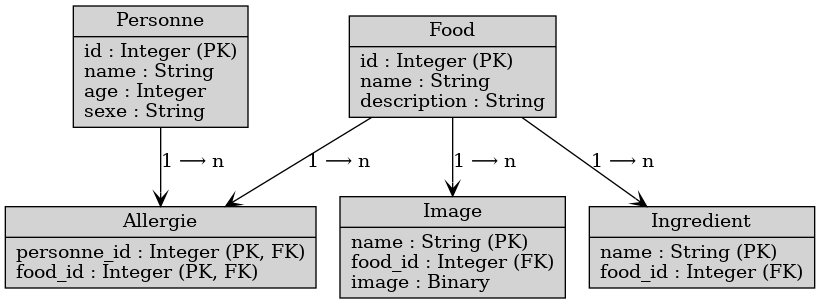 Personne
id : Integer (PK)
name : String
age : Integer
sexe : String
Food
id : Integer (PK)
name : String
description : String
1 ⟶ n
1 ⟶ n
1 ⟶ n
1 ⟶ n
Allergie
personne_id : Integer (PK, FK)
food_id : Integer (PK, FK)
Image
name : String (PK)
food_id : Integer (FK)
image : Binary
Ingredient
name : String (PK)
food_id : Integer (FK)